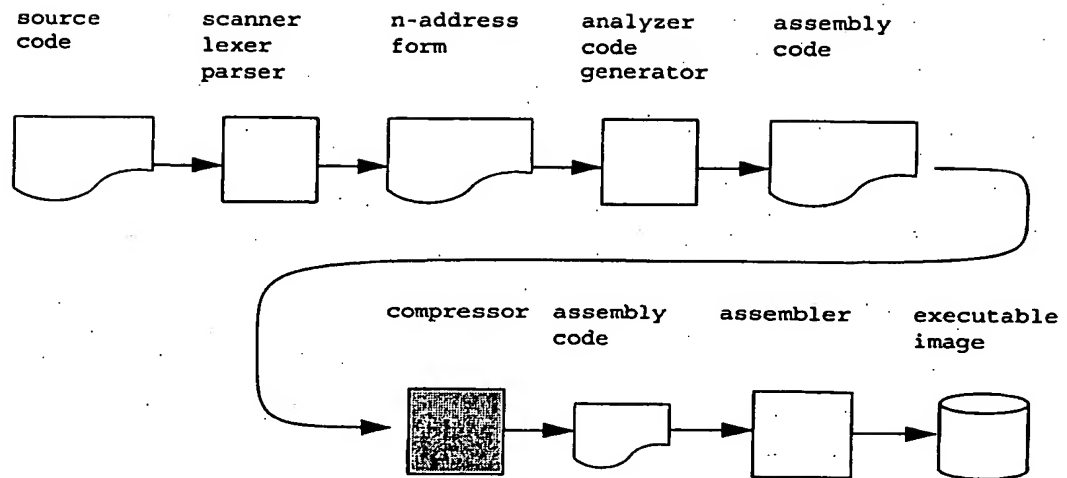 source
code
scanner
lexer
parser
n-address
form
analyzer
code
generator
assembly
code
compressor
assembly
code
assembler
executable
image